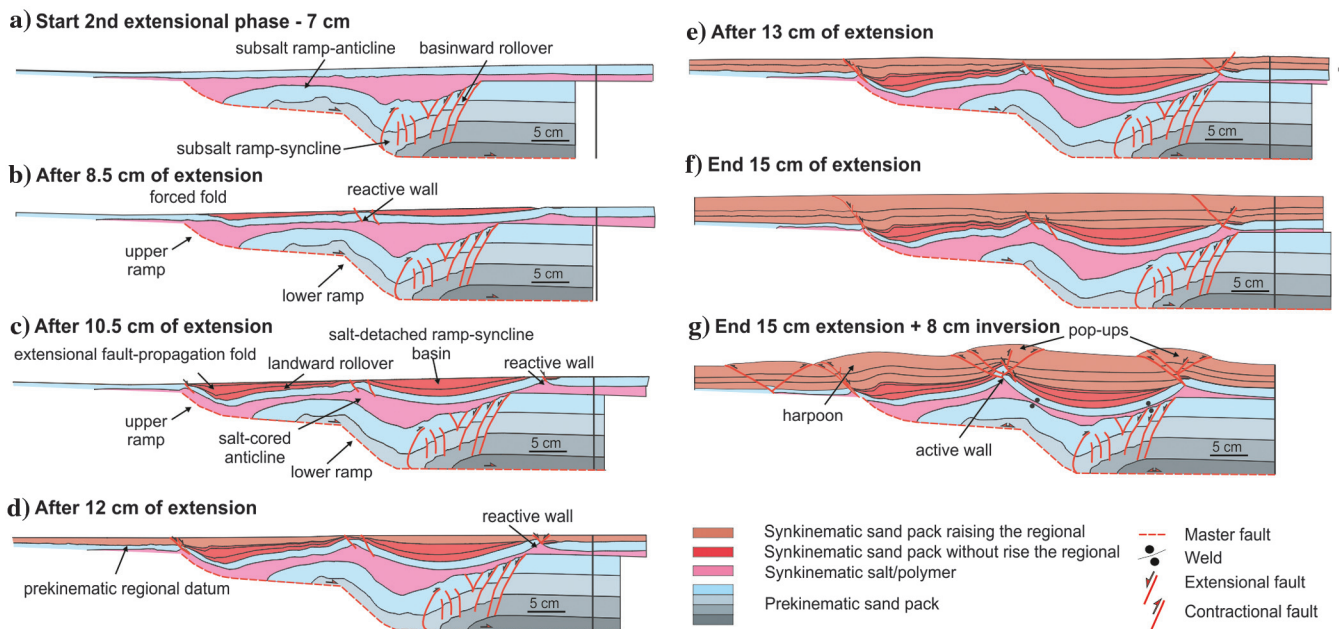 a) Start 2nd extensional phase - 7 cm
subsalt ramp-anticline
basinward rollover
subsalt ramp-syncline
5 cm
b) After 8.5 cm of extension
forced fold
reactive wall
upper
ramp
lower ramp
5 cm
c) After 10.5 cm of extension
extensional fault-propagation fold
landward rollover
salt-detached ramp-syncline
basin
reactive wall
upper
ramp
salt-cored
anticline
lower ramp
5 cm
d) After 12 cm of extension
reactive wall
prekinematic regional datum
5 cm
e) After 13 cm of extension
5 cm
f) End 15 cm of extension
5 cm
g) End 15 cm extension + 8 cm inversion
pop-ups
harpoon
active wall
5 cm
Synkinematic sand pack raising the regional
Synkinematic sand pack without rise the regional
Synkinematic salt/polymer
Prekinematic sand pack
Master fault
Weld
Extensional fault
Contractional fault